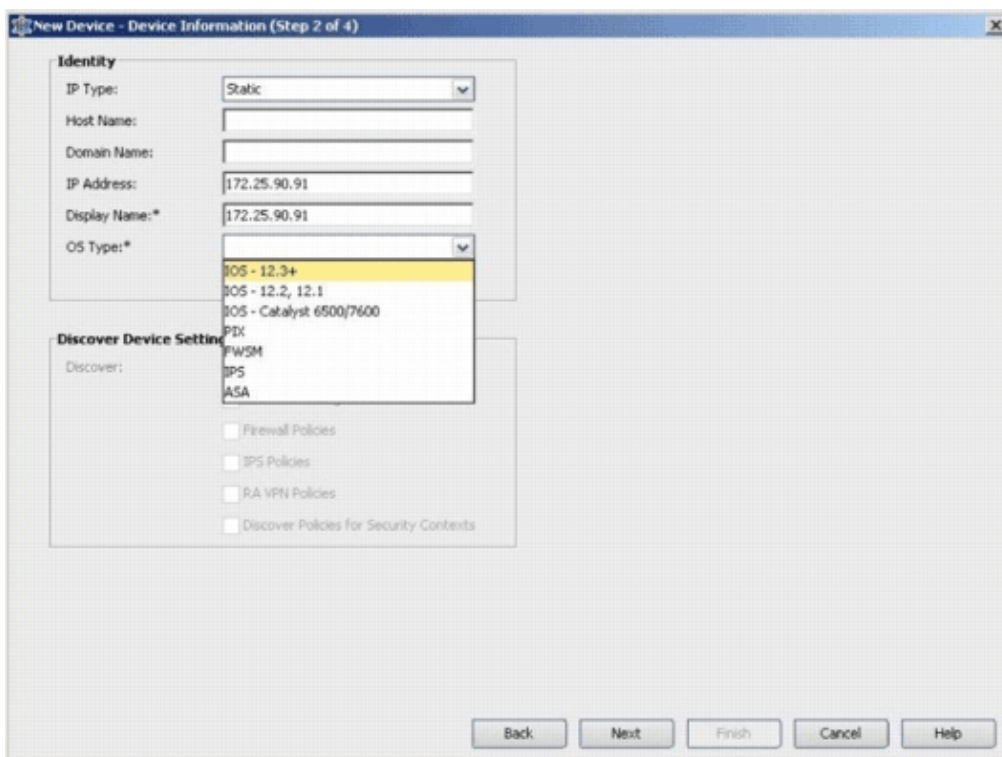 New Device - Device Information (Step 2 of 4)
Identity
IP Type: Static
Host Name:
Domain Name:
IP Address: 172.25.90.91
Display Name:* 172.25.90.91
OS Type:*
IOS - 12.3+
IOS - 12.2, 12.1
IOS - Catalyst 6500/7600
PIX
FWSM
IPS
ASA
Discover Device Setting
Discover:
Firewall Policies
IPS Policies
RA VPN Policies
Discover Policies for Security Contexts
Back Next Finish Cancel Help